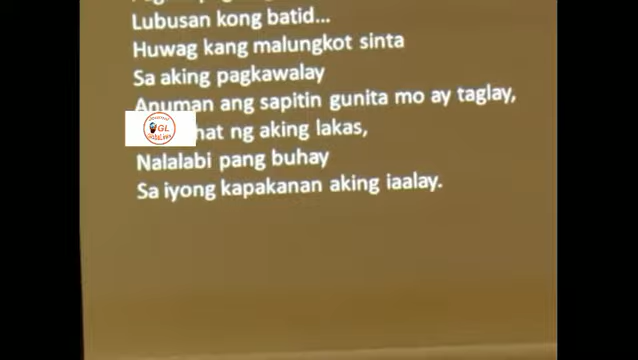 Lubusan kong batid...
Huwag kang malungkot sinta
Sa aking pagkawalay
Anuman ang sapitin gunita mo ay taglay,
ng aking lakas,
Nalalabi pang buhay
Sa iyong kapakanan aking iaalay.
GL